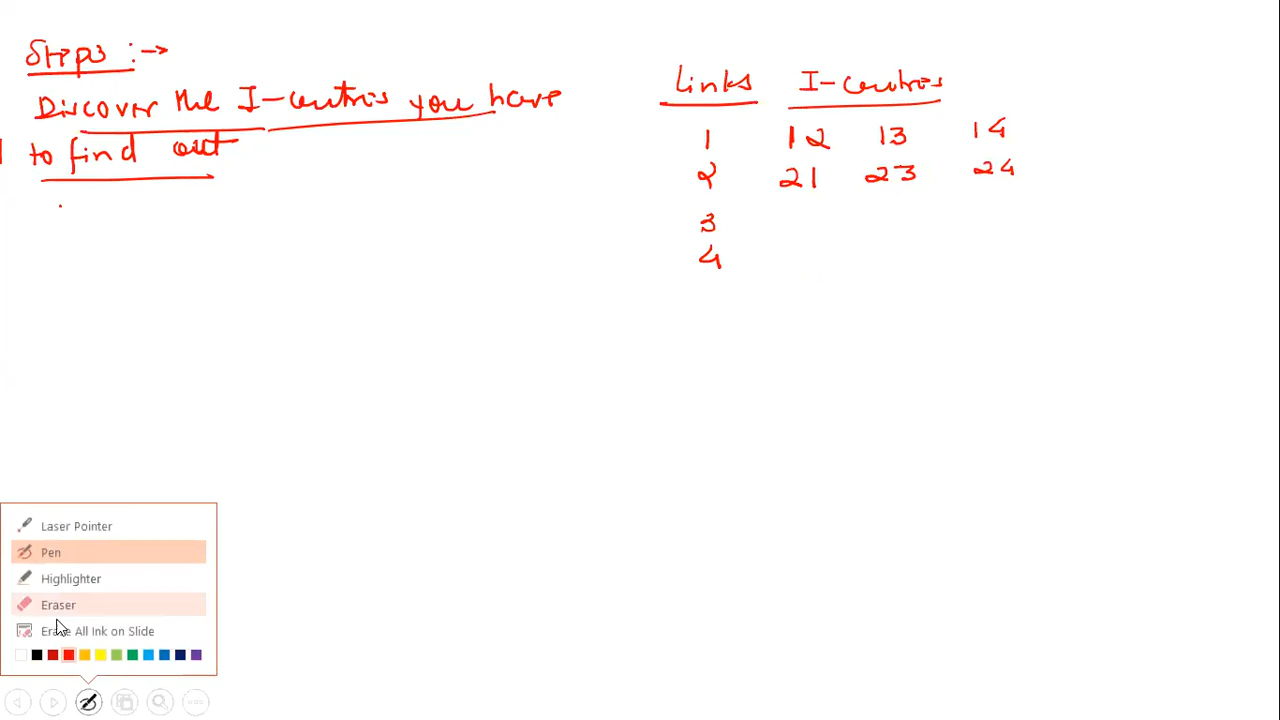 Steps :→
Discover the I-centres you have
to find out
Links I-centres
1 12 13 14
2 21 23 24
3
4
Laser Pointer
Pen
Highlighter
Eraser
Erase All Ink on Slide